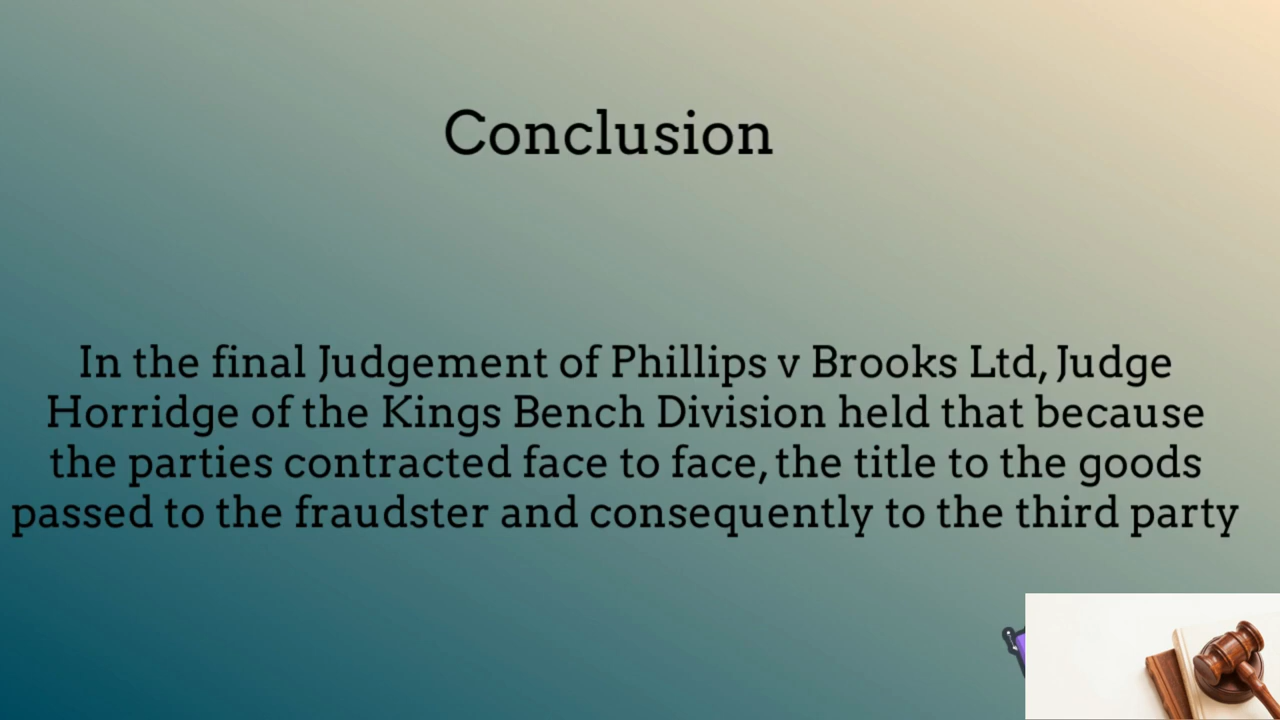 Conclusion
In the final Judgement of Phillips v Brooks Ltd, Judge
Horridge of the Kings Bench Division held that because
the parties contracted face to face, the title to the goods
passed to the fraudster and consequently to the third party